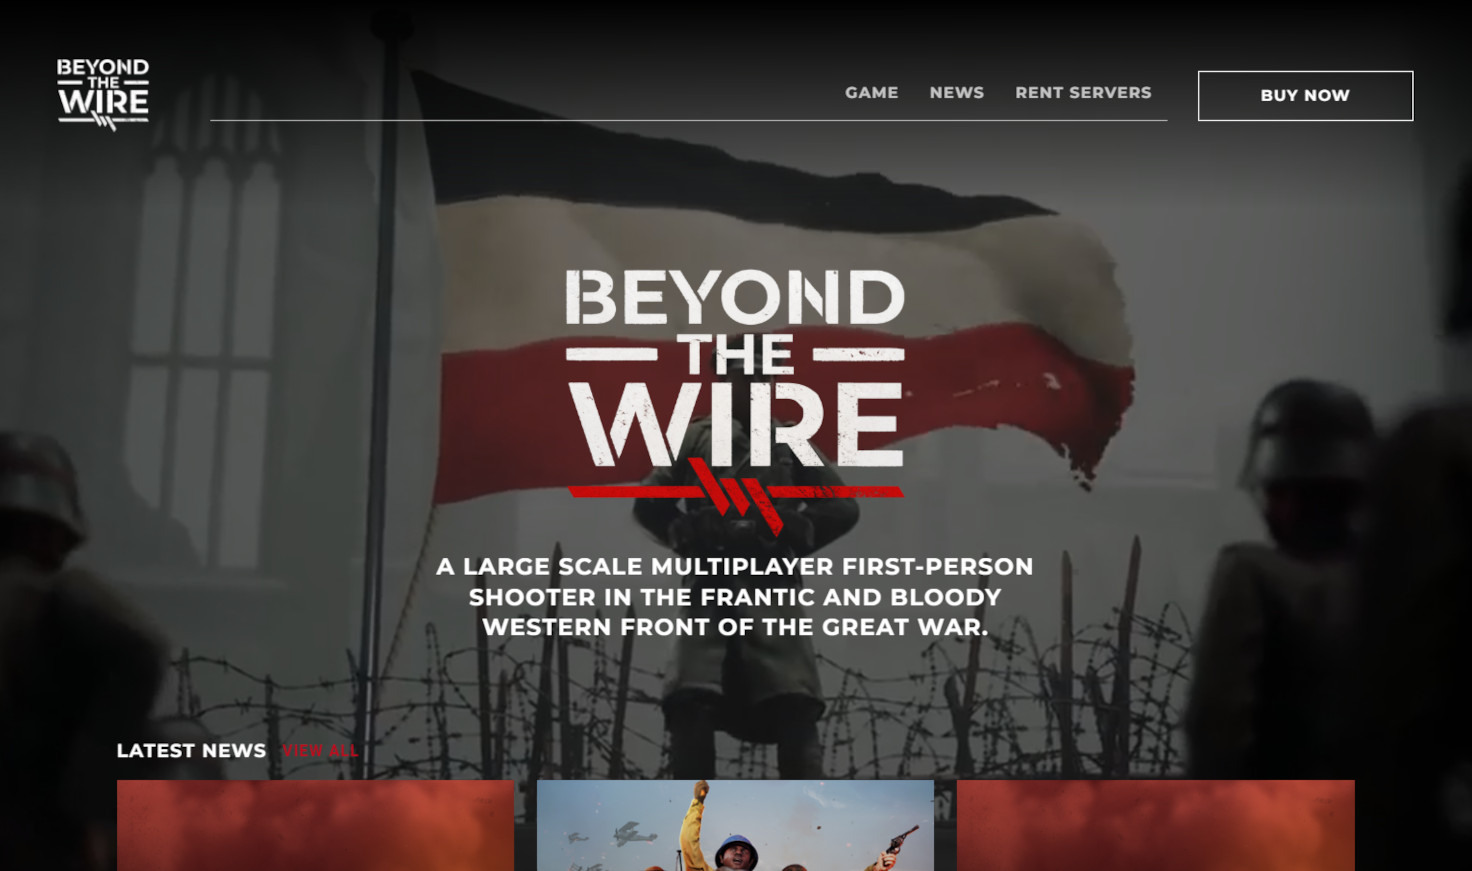 BEYOND
THE
WIRE
GAME NEWS RENT SERVERS BUY NOW
BEYOND
THE
WIRE
A LARGE SCALE MULTIPLAYER FIRST-PERSON
SHOOTER IN THE FRANTIC AND BLOODY
WESTERN FRONT OF THE GREAT WAR.
LATEST NEWS VIEW ALL